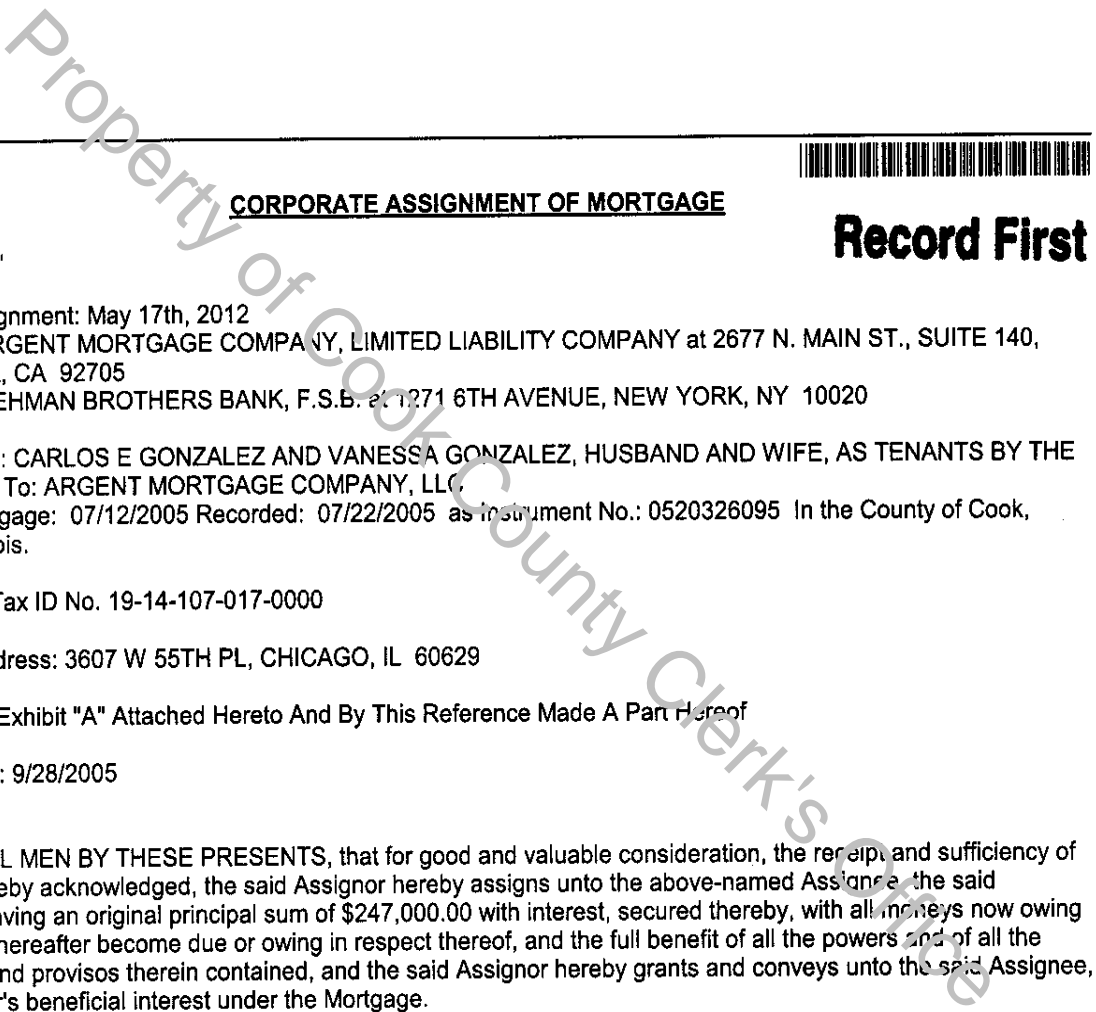 Property of Cook County Clerk's Office
CORPORATE ASSIGNMENT OF MORTGAGE
Record First
gnment: May 17th, 2012
RGENT MORTGAGE COMPANY, LIMITED LIABILITY COMPANY at 2677 N. MAIN ST., SUITE 140,
, CA 92705
EHMAN BROTHERS BANK, F.S.B. at 1271 6TH AVENUE, NEW YORK, NY 10020
: CARLOS E GONZALEZ AND VANESSA GONZALEZ, HUSBAND AND WIFE, AS TENANTS BY THE
To: ARGENT MORTGAGE COMPANY, LLC
gage: 07/12/2005 Recorded: 07/22/2005 as Instrument No.: 0520326095 In the County of Cook,
ois.
Tax ID No. 19-14-107-017-0000
dress: 3607 W 55TH PL, CHICAGO, IL 60629
Exhibit "A" Attached Hereto And By This Reference Made A Part Hereof
: 9/28/2005
L MEN BY THESE PRESENTS, that for good and valuable consideration, the receipt and sufficiency of
eby acknowledged, the said Assignor hereby assigns unto the above-named Assignee, the said
ving an original principal sum of $247,000.00 with interest, secured thereby, with all moneys now owing
hereafter become due or owing in respect thereof, and the full benefit of all the powers and of all the
nd provisos therein contained, and the said Assignor hereby grants and conveys unto the said Assignee,
r's beneficial interest under the Mortgage.